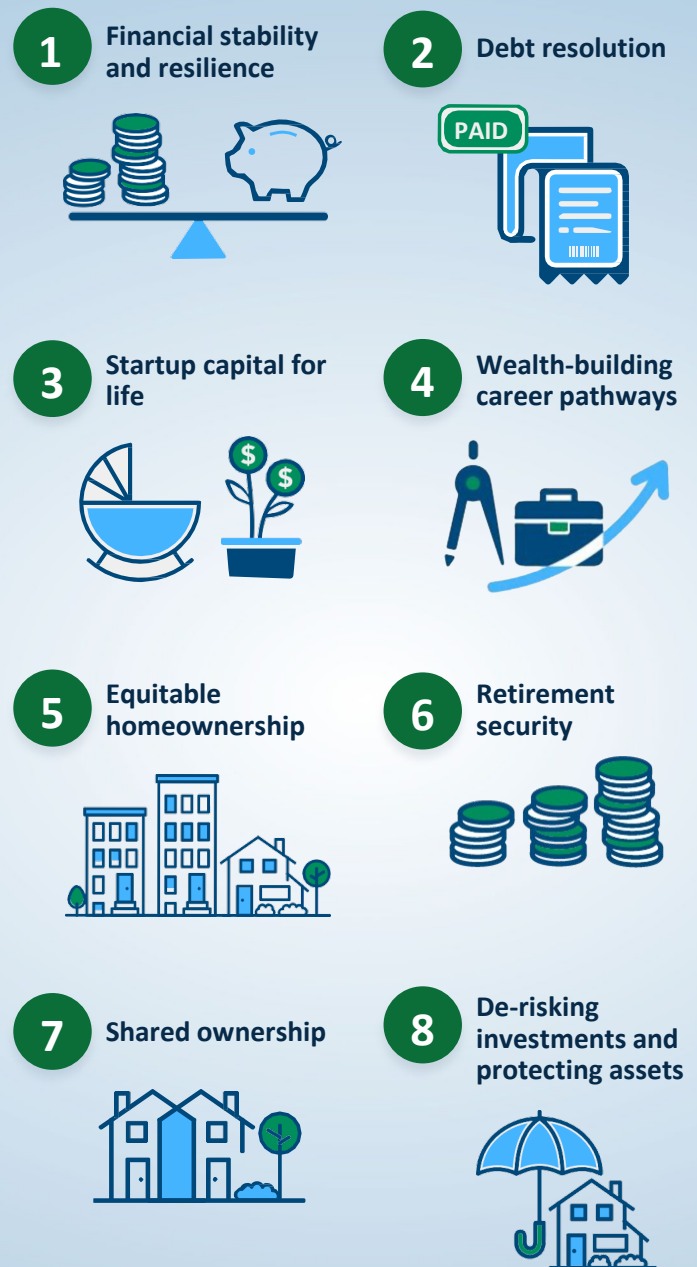 1
Financial stability
and resilience
2
Debt resolution
PAID
3
Startup capital for
life
$
$
4
Wealth-building
career pathways
5
Equitable
homeownership
6
Retirement
security
7
Shared ownership
8
De-risking
investments and
protecting assets